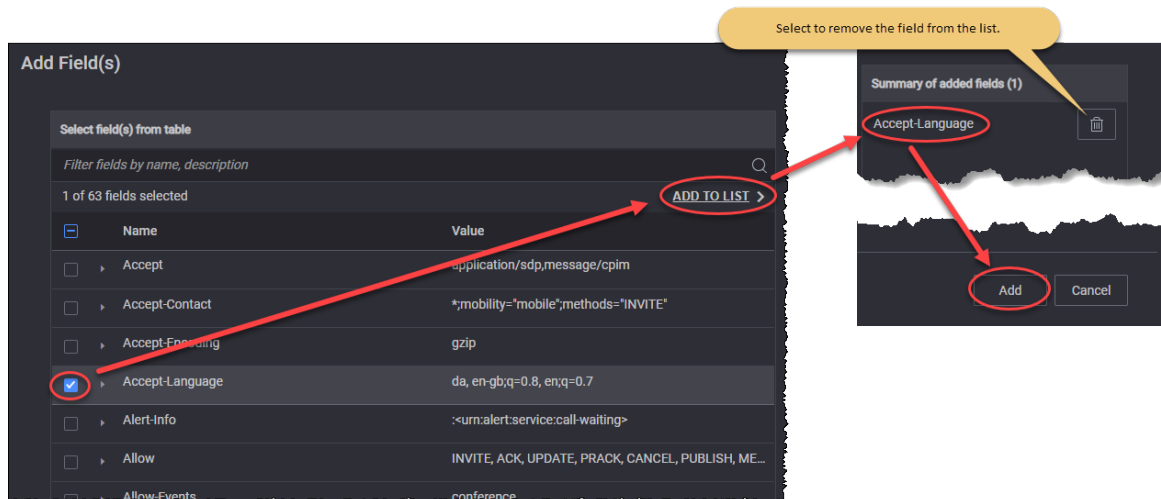 Select to remove the field from the list.
Add Field(s)
Select field(s) from table
Filter fields by name, description
1 of 63 fields selected
ADD TO LIST
Name Value
Accept application/sdp,message/cpim
Accept-Contact *;mobility="mobile";methods="INVITE"
Accept-Encoding gzip
Accept-Language da, en-gb;q=0.8, en;q=0.7
Alert-Info :<urn:alert:service:call-waiting>
Allow INVITE, ACK, UPDATE, PRACK, CANCEL, PUBLISH, ME...
Allow-Events conference
Summary of added fields (1)
Accept-Language
Add Cancel